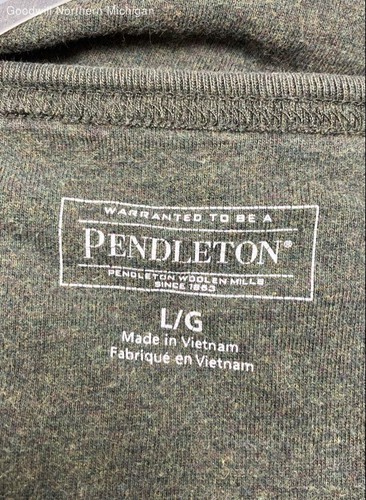 Goodwill Northern Michigan
WARRANTED TO BE A
PENDLETON®
PENDLETON WOOLEN MILLS
SINCE 1863
L/G
Made in Vietnam
Fabriqué en Vietnam